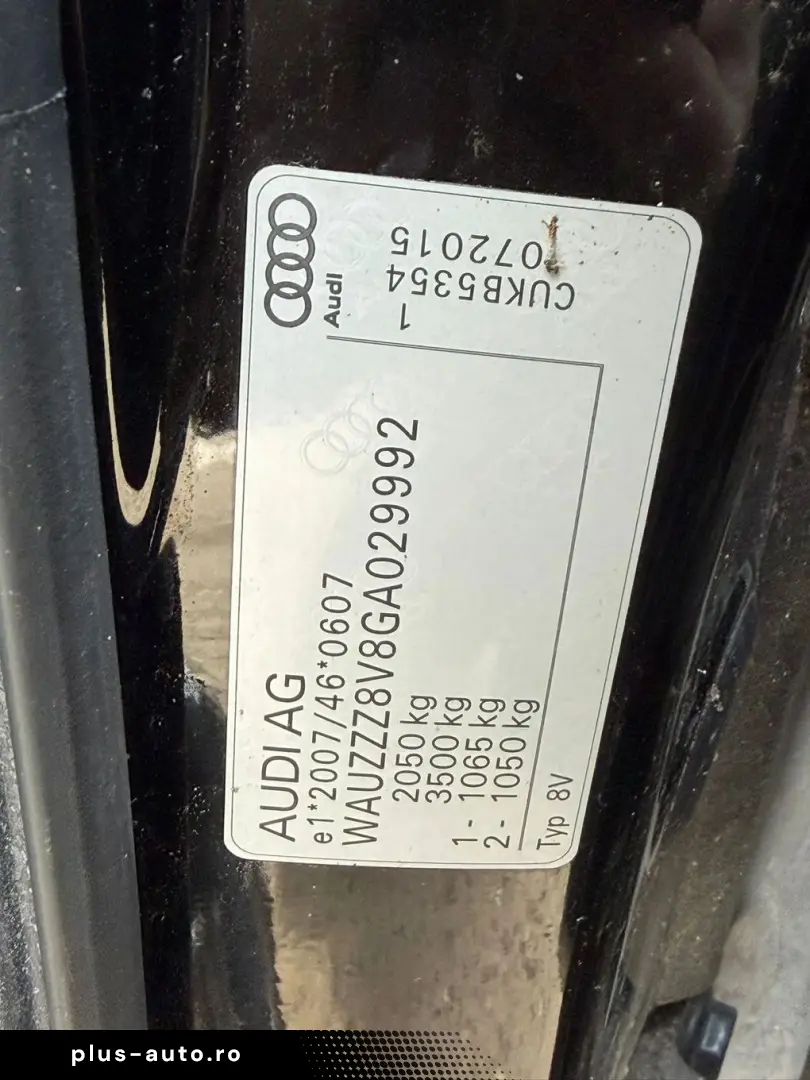 AUDI AG
e1*2007/46*0607
WAUZZZ8V8GA029992
2050 kg
3500 kg
1 - 1065 kg
2 - 1050 kg
Typ 8V
Audi
1
CUKB5354
072015
plus-auto.ro